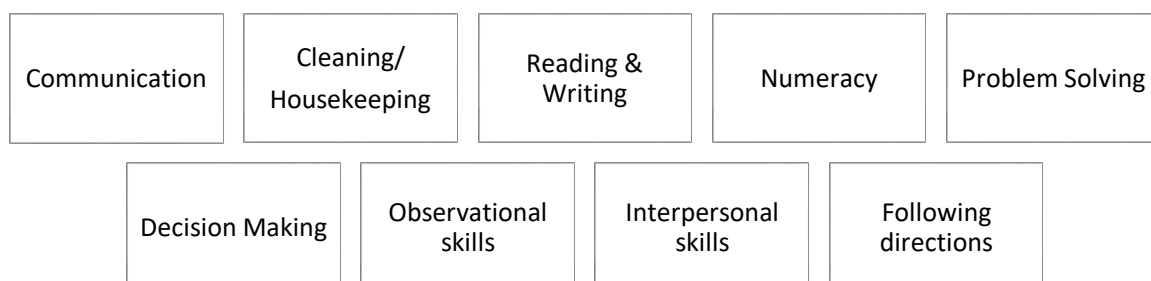 Communication
Cleaning/
Housekeeping
Reading &
Writing
Numeracy
Problem Solving
Decision Making
Observational
skills
Interpersonal
skills
Following
directions